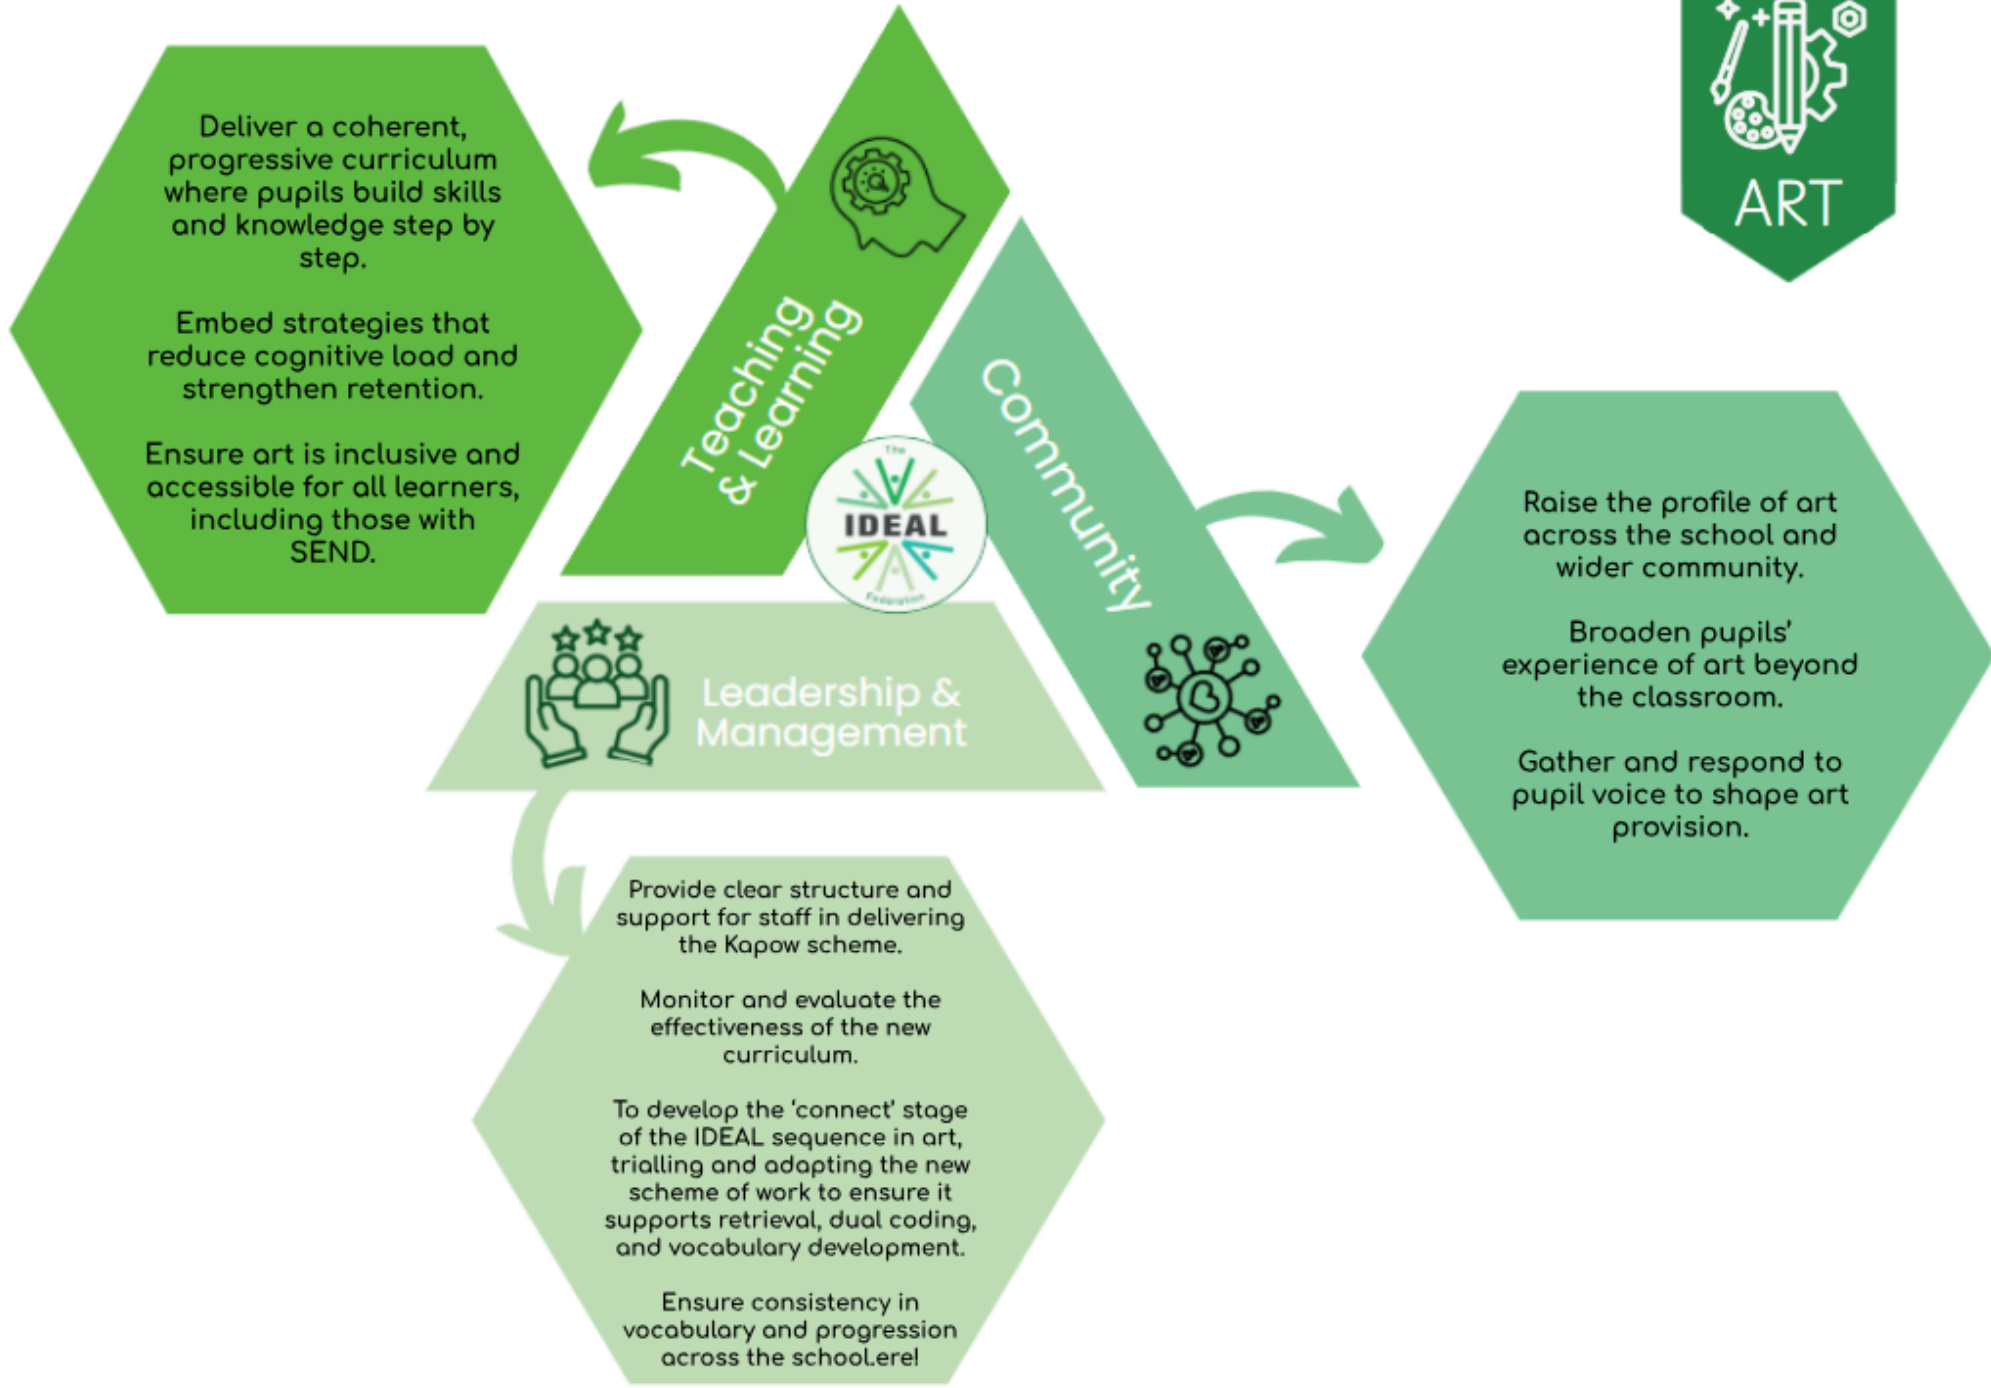 ART
Deliver a coherent,
progressive curriculum
where pupils build skills
and knowledge step by
step.
Embed strategies that
reduce cognitive load and
strengthen retention.
Ensure art is inclusive and
accessible for all learners,
including those with
SEND.
Teaching
& Learning
Community
The
IDEAL
Federation
Leadership &
Management
Raise the profile of art
across the school and
wider community.
Broaden pupils’
experience of art beyond
the classroom.
Gather and respond to
pupil voice to shape art
provision.
Provide clear structure and
support for staff in delivering
the Kapow scheme.
Monitor and evaluate the
effectiveness of the new
curriculum.
To develop the ‘connect’ stage
of the IDEAL sequence in art,
trialling and adapting the new
scheme of work to ensure it
supports retrieval, dual coding,
and vocabulary development.
Ensure consistency in
vocabulary and progression
across the school.ere!